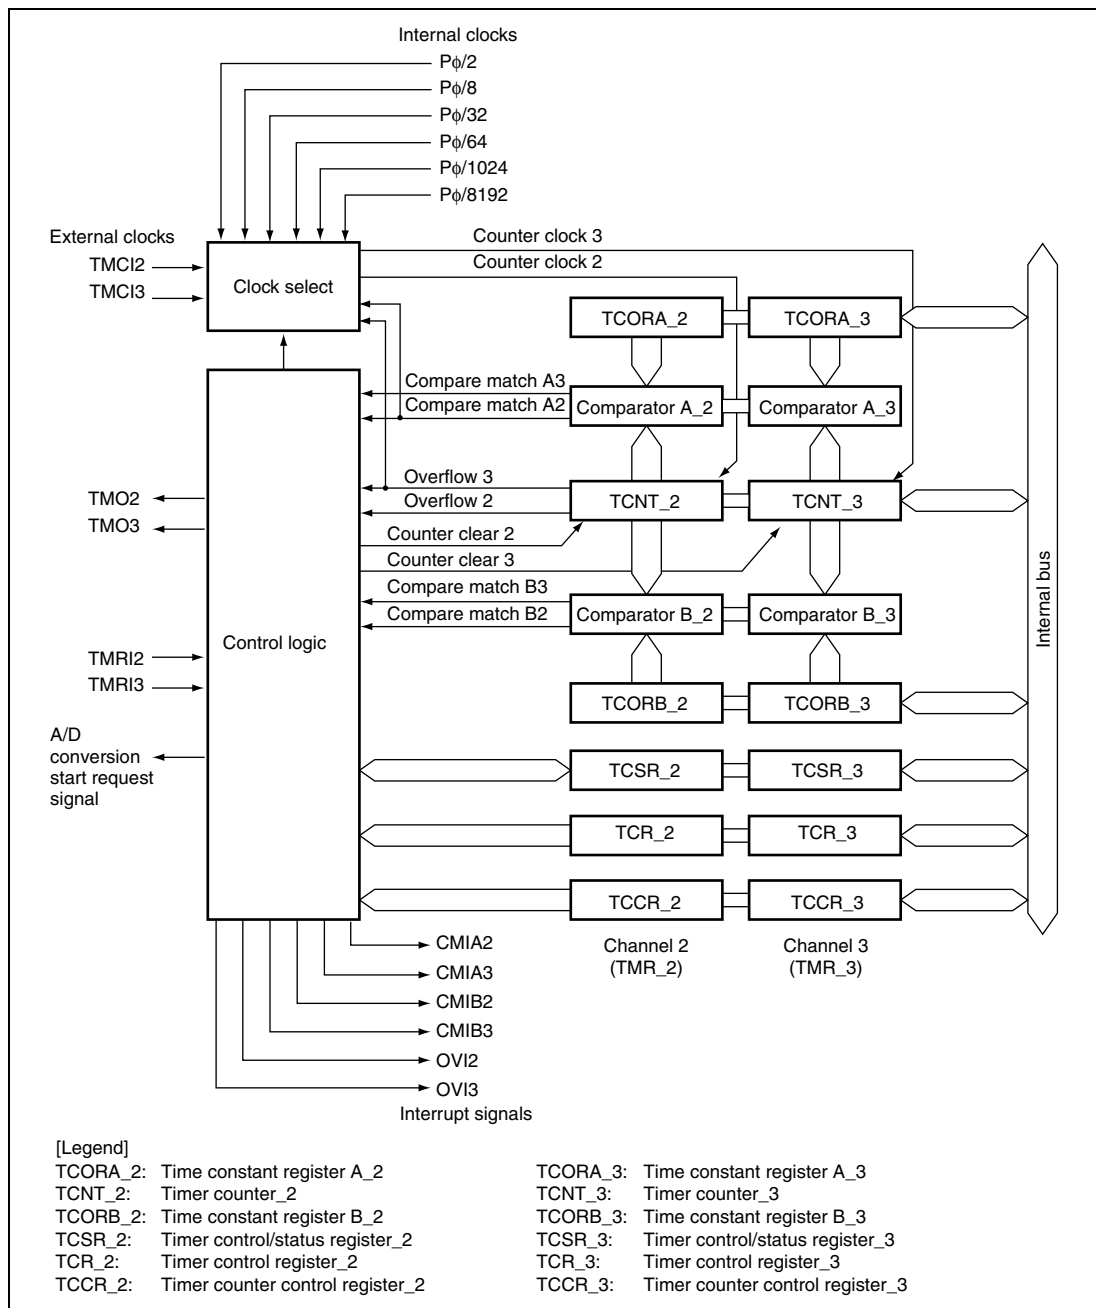 Internal clocks
Pϕ/2
Pϕ/8
Pϕ/32
Pϕ/64
Pϕ/1024
Pϕ/8192
External clocks
TMCI2
TMCI3
Clock select
Counter clock 3
Counter clock 2
TCORA_2
TCORA_3
Compare match A3
Compare match A2
Comparator A_2
Comparator A_3
TMO2
TMO3
Overflow 3
Overflow 2
TCNT_2
TCNT_3
Counter clear 2
Counter clear 3
Compare match B3
Compare match B2
Comparator B_2
Comparator B_3
Control logic
Internal bus
TMRI2
TMRI3
TCORB_2
TCORB_3
A/D
conversion
start request
signal
TCSR_2
TCSR_3
TCR_2
TCR_3
TCCR_2
TCCR_3
Channel 2
(TMR_2)
Channel 3
(TMR_3)
CMIA2
CMIA3
CMIB2
CMIB3
OVI2
OVI3
Interrupt signals
[Legend]
TCORA_2: Time constant register A_2
TCNT_2: Timer counter_2
TCORB_2: Time constant register B_2
TCSR_2: Timer control/status register_2
TCR_2: Timer control register_2
TCCR_2: Timer counter control register_2
TCORA_3: Time constant register A_3
TCNT_3: Timer counter_3
TCORB_3: Time constant register B_3
TCSR_3: Timer control/status register_3
TCR_3: Timer control register_3
TCCR_3: Timer counter control register_3